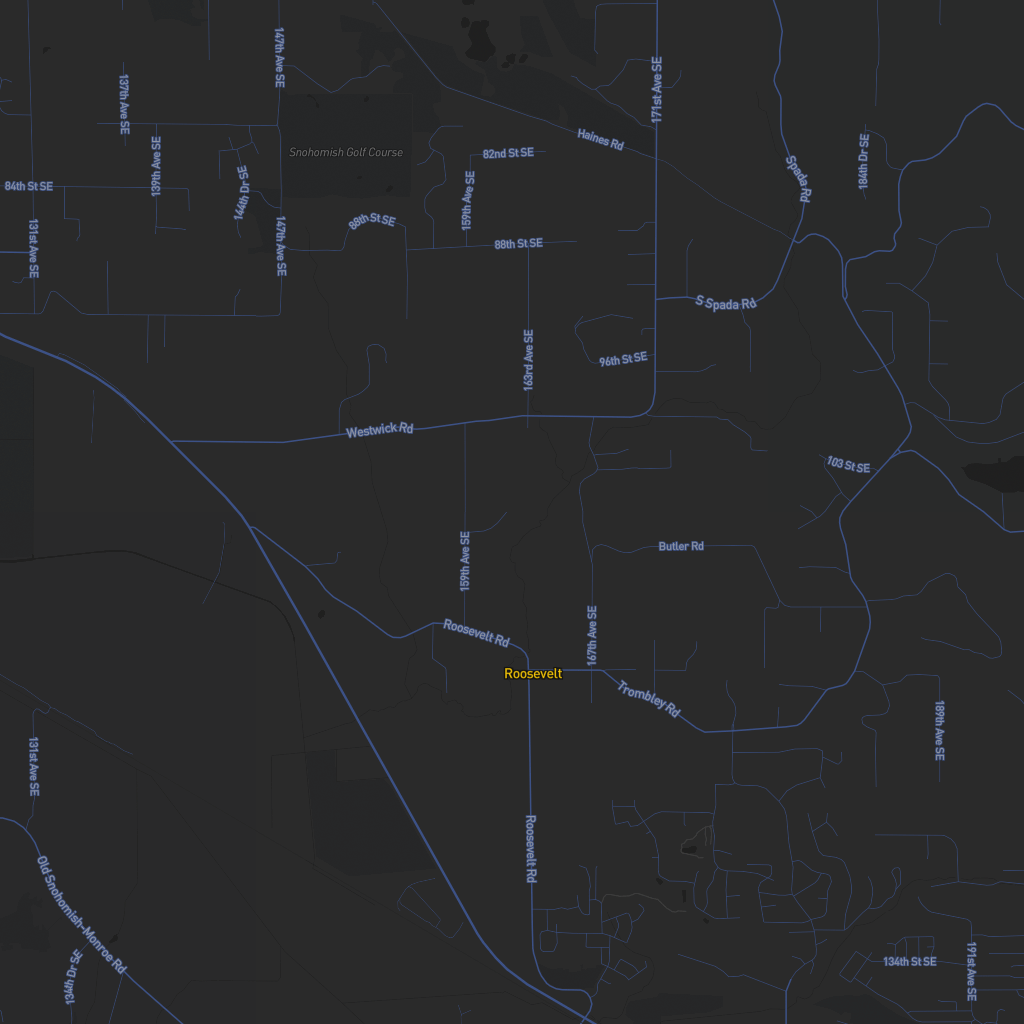 147th Ave SE
171st Ave SE
137th Ave SE
Haines Rd
139th Ave SE
Snohomish Golf Course
82nd St SE
184th Dr SE
Spada Rd
84th St SE
144th Dr SE
159th Ave SE
88th St SE
131st Ave SE
147th Ave SE
88th St SE
S Spada Rd
163rd Ave SE
96th St SE
Westwick Rd
103 St SE
159th Ave SE
Butler Rd
167th Ave SE
Roosevelt Rd
Roosevelt
Trombley Rd
189th Ave SE
131st Ave SE
Roosevelt Rd
Old Snohomish-Monroe Rd
134th Dr SE
134th St SE
191st Ave SE